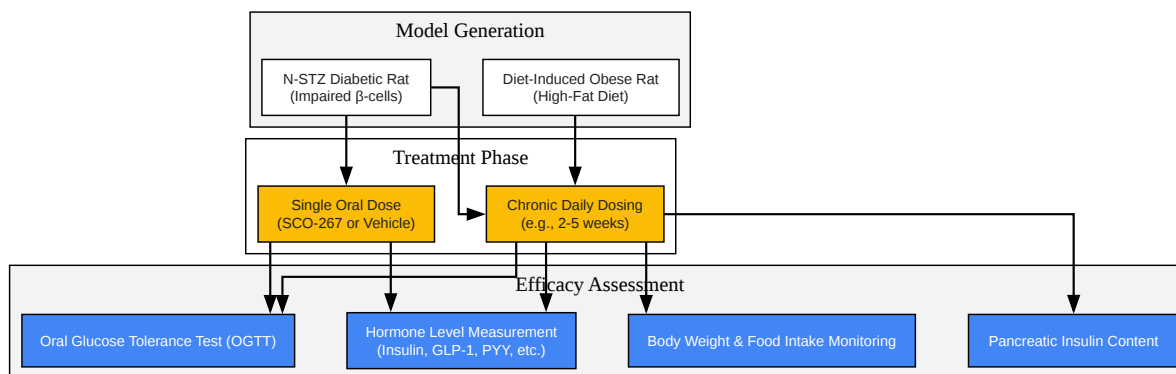 Model Generation
N-STZ Diabetic Rat
(Impaired β-cells)
Diet-Induced Obese Rat
(High-Fat Diet)
Treatment Phase
Single Oral Dose
(SCO-267 or Vehicle)
Chronic Daily Dosing
(e.g., 2-5 weeks)
Efficacy Assessment
Oral Glucose Tolerance Test (OGTT)
Hormone Level Measurement
(Insulin, GLP-1, PYY, etc.)
Body Weight & Food Intake Monitoring
Pancreatic Insulin Content